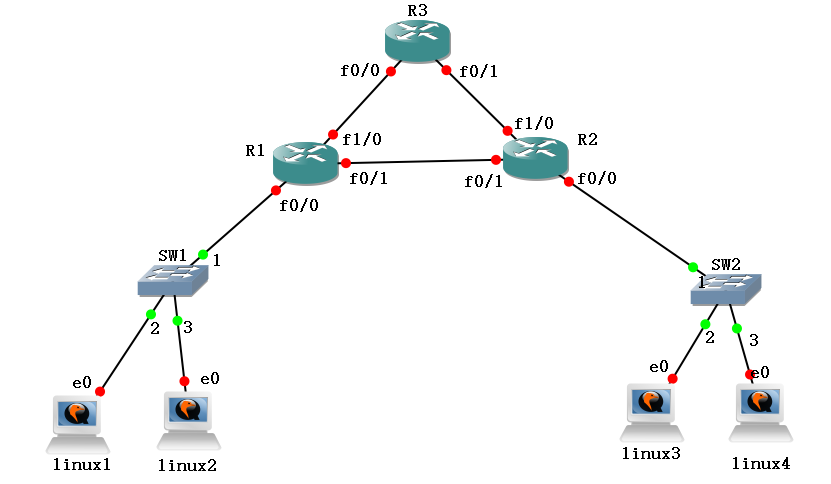 R3
f0/0
f0/1
f1/0
f1/0
R1
R2
f0/1
f0/1
f0/0
f0/0
SW1
1
SW2
1
2
3
2
3
e0
e0
e0
e0
linux1
linux2
linux3
linux4